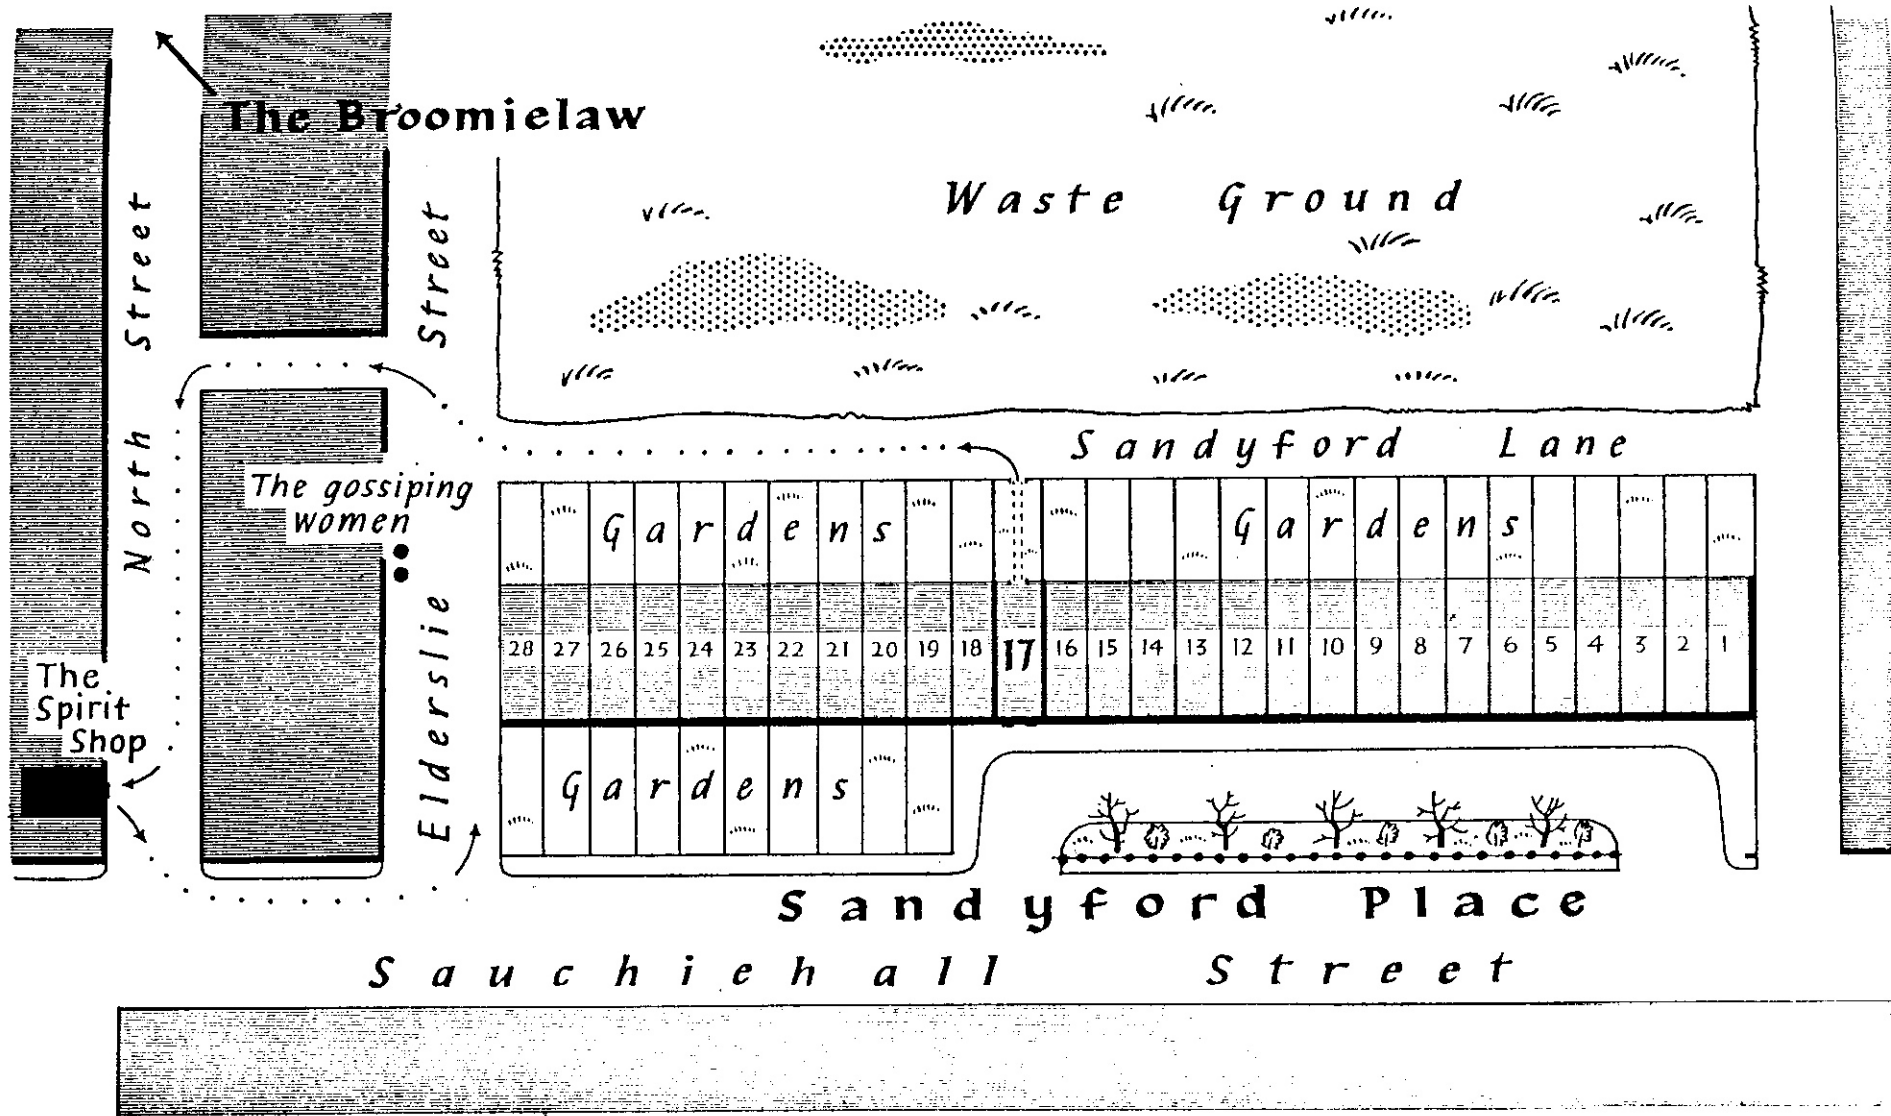 The Broomielaw
Waste Ground
North Street
Elderslie Street
Sandyford Lane
The gossiping
women
Gardens
Gardens
28 27 26 25 24 23 22 21 20 19 18 17 16 15 14 13 12 11 10 9 8 7 6 5 4 3 2 1
The
Spirit
Shop
Gardens
Sandyford Place
Sauchiehall Street